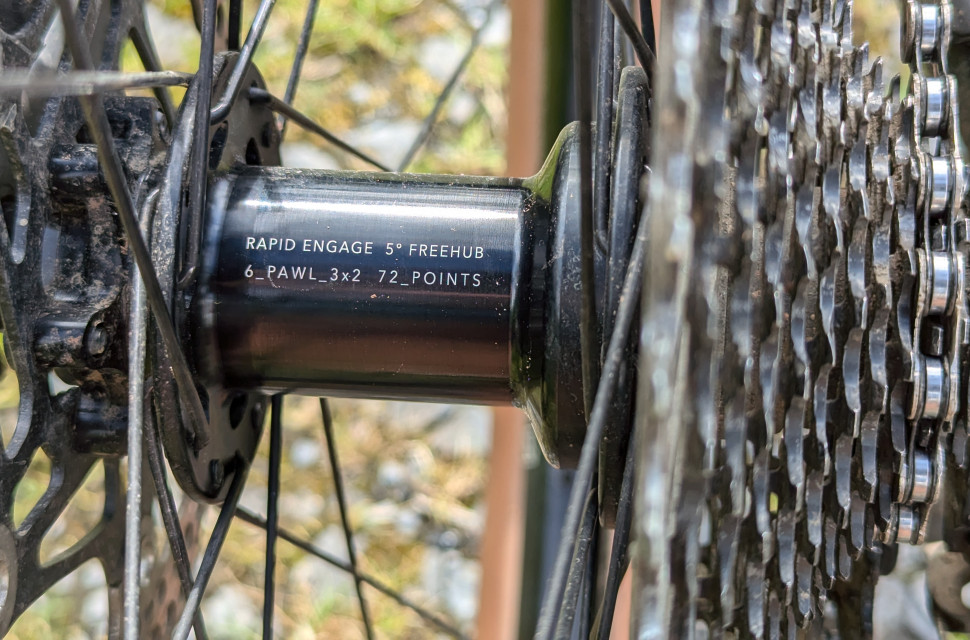 RAPID ENGAGE 5° FREEHUB
6_PAWL_3x2 72_POINTS